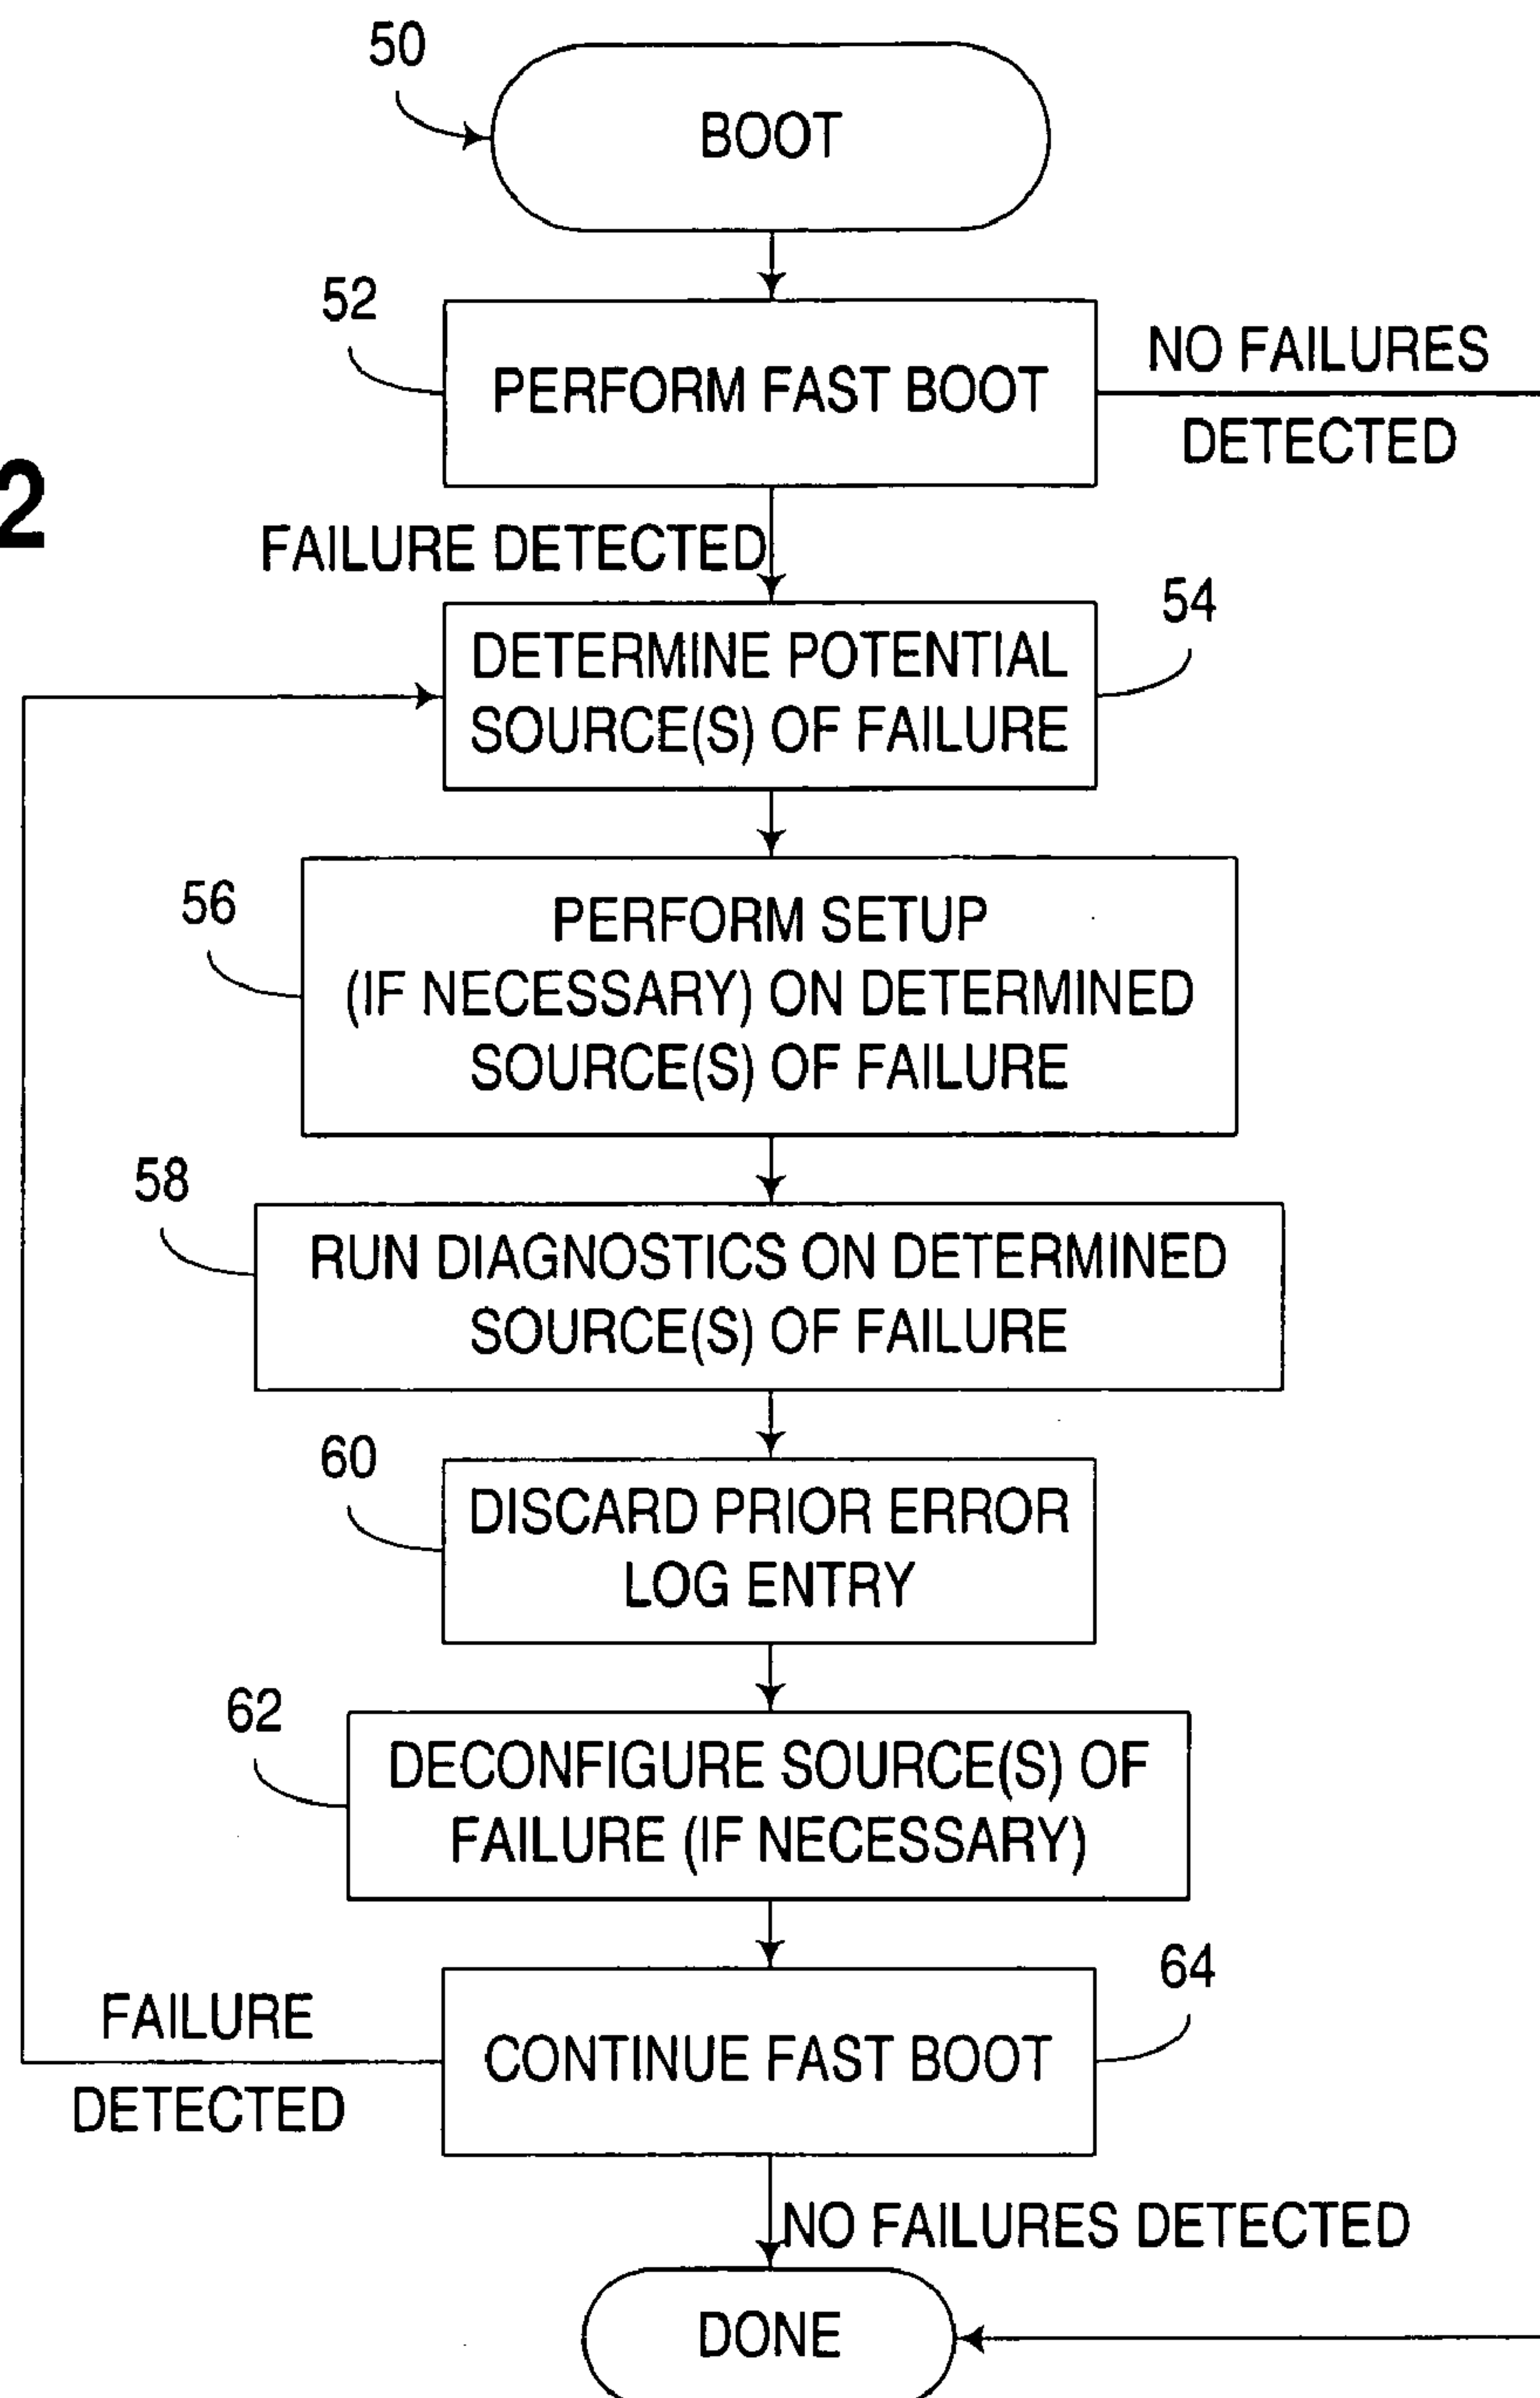 50
BOOT
52
PERFORM FAST BOOT
NO FAILURES
DETECTED
2
FAILURE DETECTED
54
DETERMINE POTENTIAL
SOURCE(S) OF FAILURE
56
PERFORM SETUP
(IF NECESSARY) ON DETERMINED
SOURCE(S) OF FAILURE
58
RUN DIAGNOSTICS ON DETERMINED
SOURCE(S) OF FAILURE
60
DISCARD PRIOR ERROR
LOG ENTRY
62
DECONFIGURE SOURCE(S) OF
FAILURE (IF NECESSARY)
64
CONTINUE FAST BOOT
FAILURE
DETECTED
NO FAILURES DETECTED
DONE